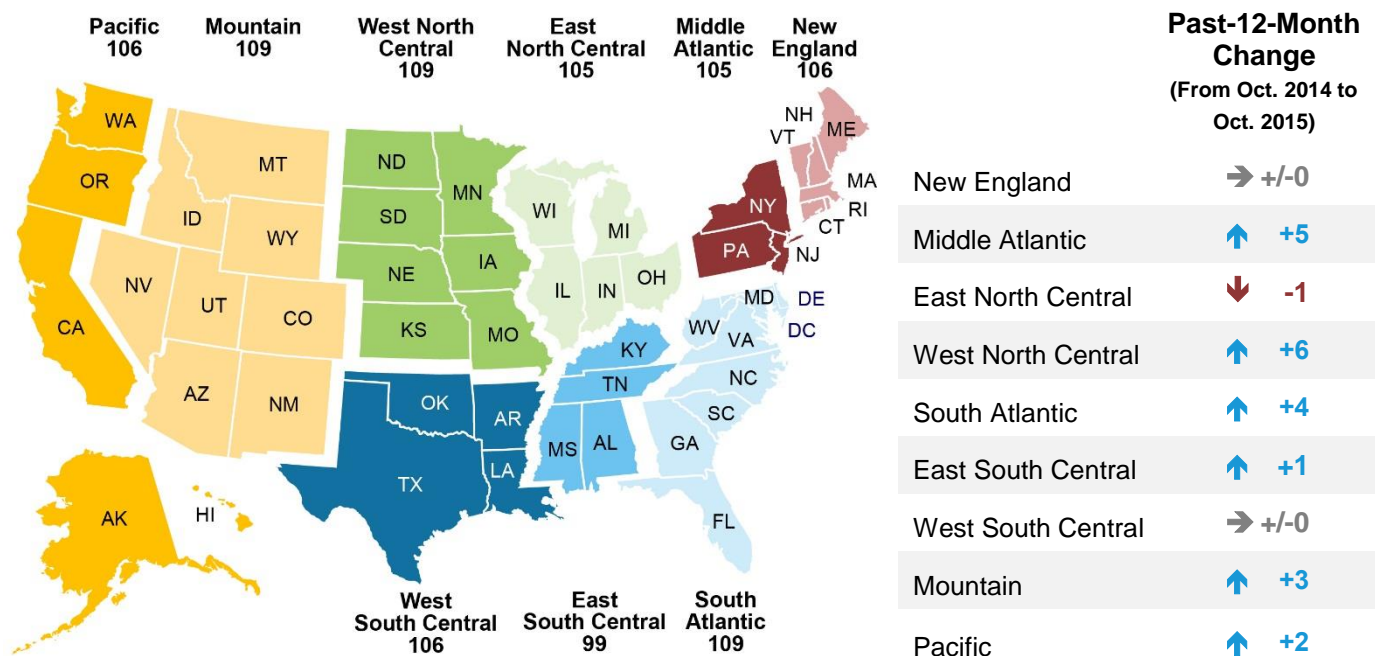 Pacific
106
Mountain
109
West North
Central
109
East
North Central
105
Middle
Atlantic
105
New
England
106
WA
OR
CA
AK
HI
MT
ID
WY
NV
UT
CO
AZ
NM
ND
SD
NE
KS
MN
IA
MO
WI
MI
IL
IN
OH
NH
VT
ME
MA
RI
CT
NY
PA
NJ
MD
DE
DC
WV
VA
NC
SC
GA
FL
KY
TN
MS
AL
OK
AR
TX
LA
West
South Central
106
East
South Central
99
South
Atlantic
109
Past-12-Month
Change
(From Oct. 2014 to
Oct. 2015)
New England → +/-0
Middle Atlantic ↑ +5
East North Central ↓ -1
West North Central ↑ +6
South Atlantic ↑ +4
East South Central ↑ +1
West South Central → +/-0
Mountain ↑ +3
Pacific ↑ +2